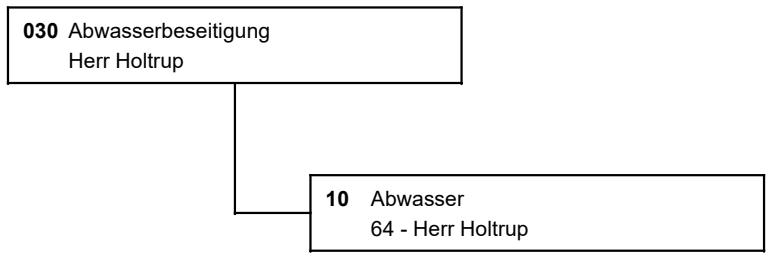 030 Abwasserbeseitigung
Herr Holtrup
10 Abwasser
64 - Herr Holtrup